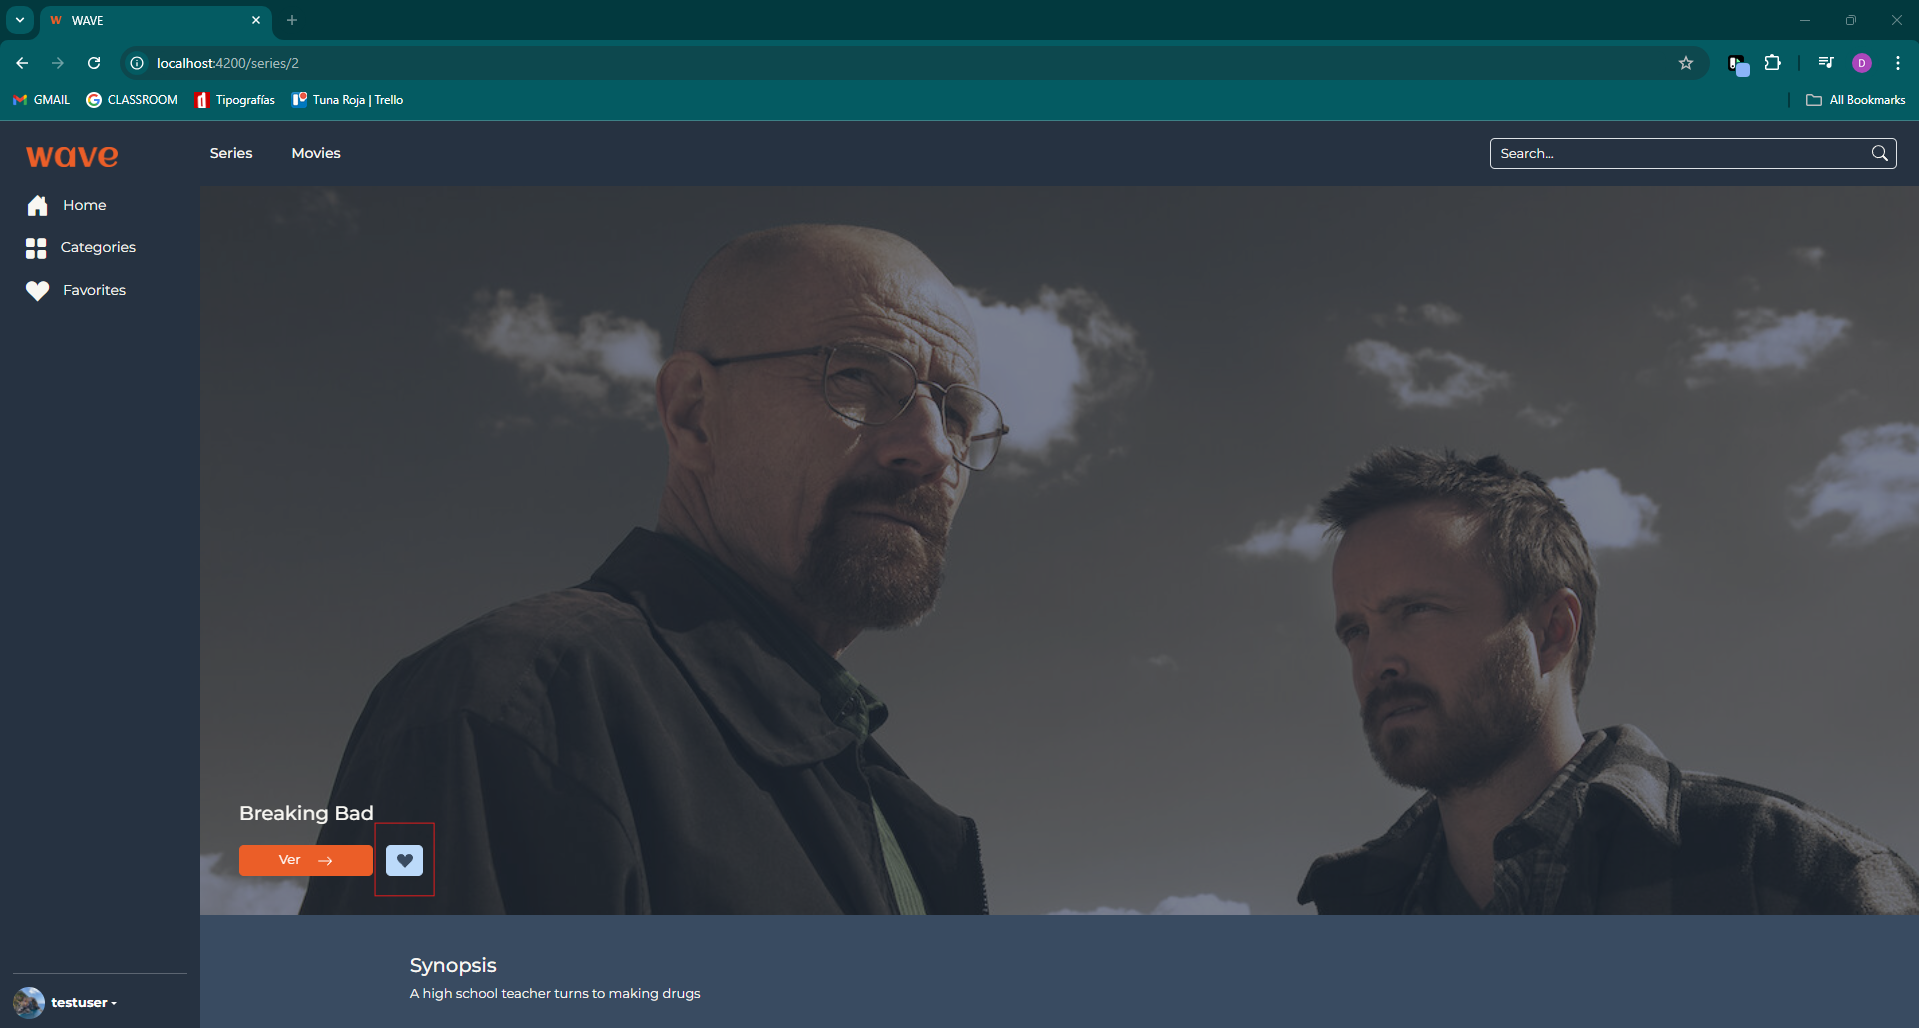 W WAVE
localhost:4200/series/2
D
GMAIL
CLASSROOM
Tipografías
Tuna Roja | Trello
All Bookmarks
wave
Series
Movies
Search...
Home
Categories
Favorites
Breaking Bad
Ver
Synopsis
A high school teacher turns to making drugs
testuser